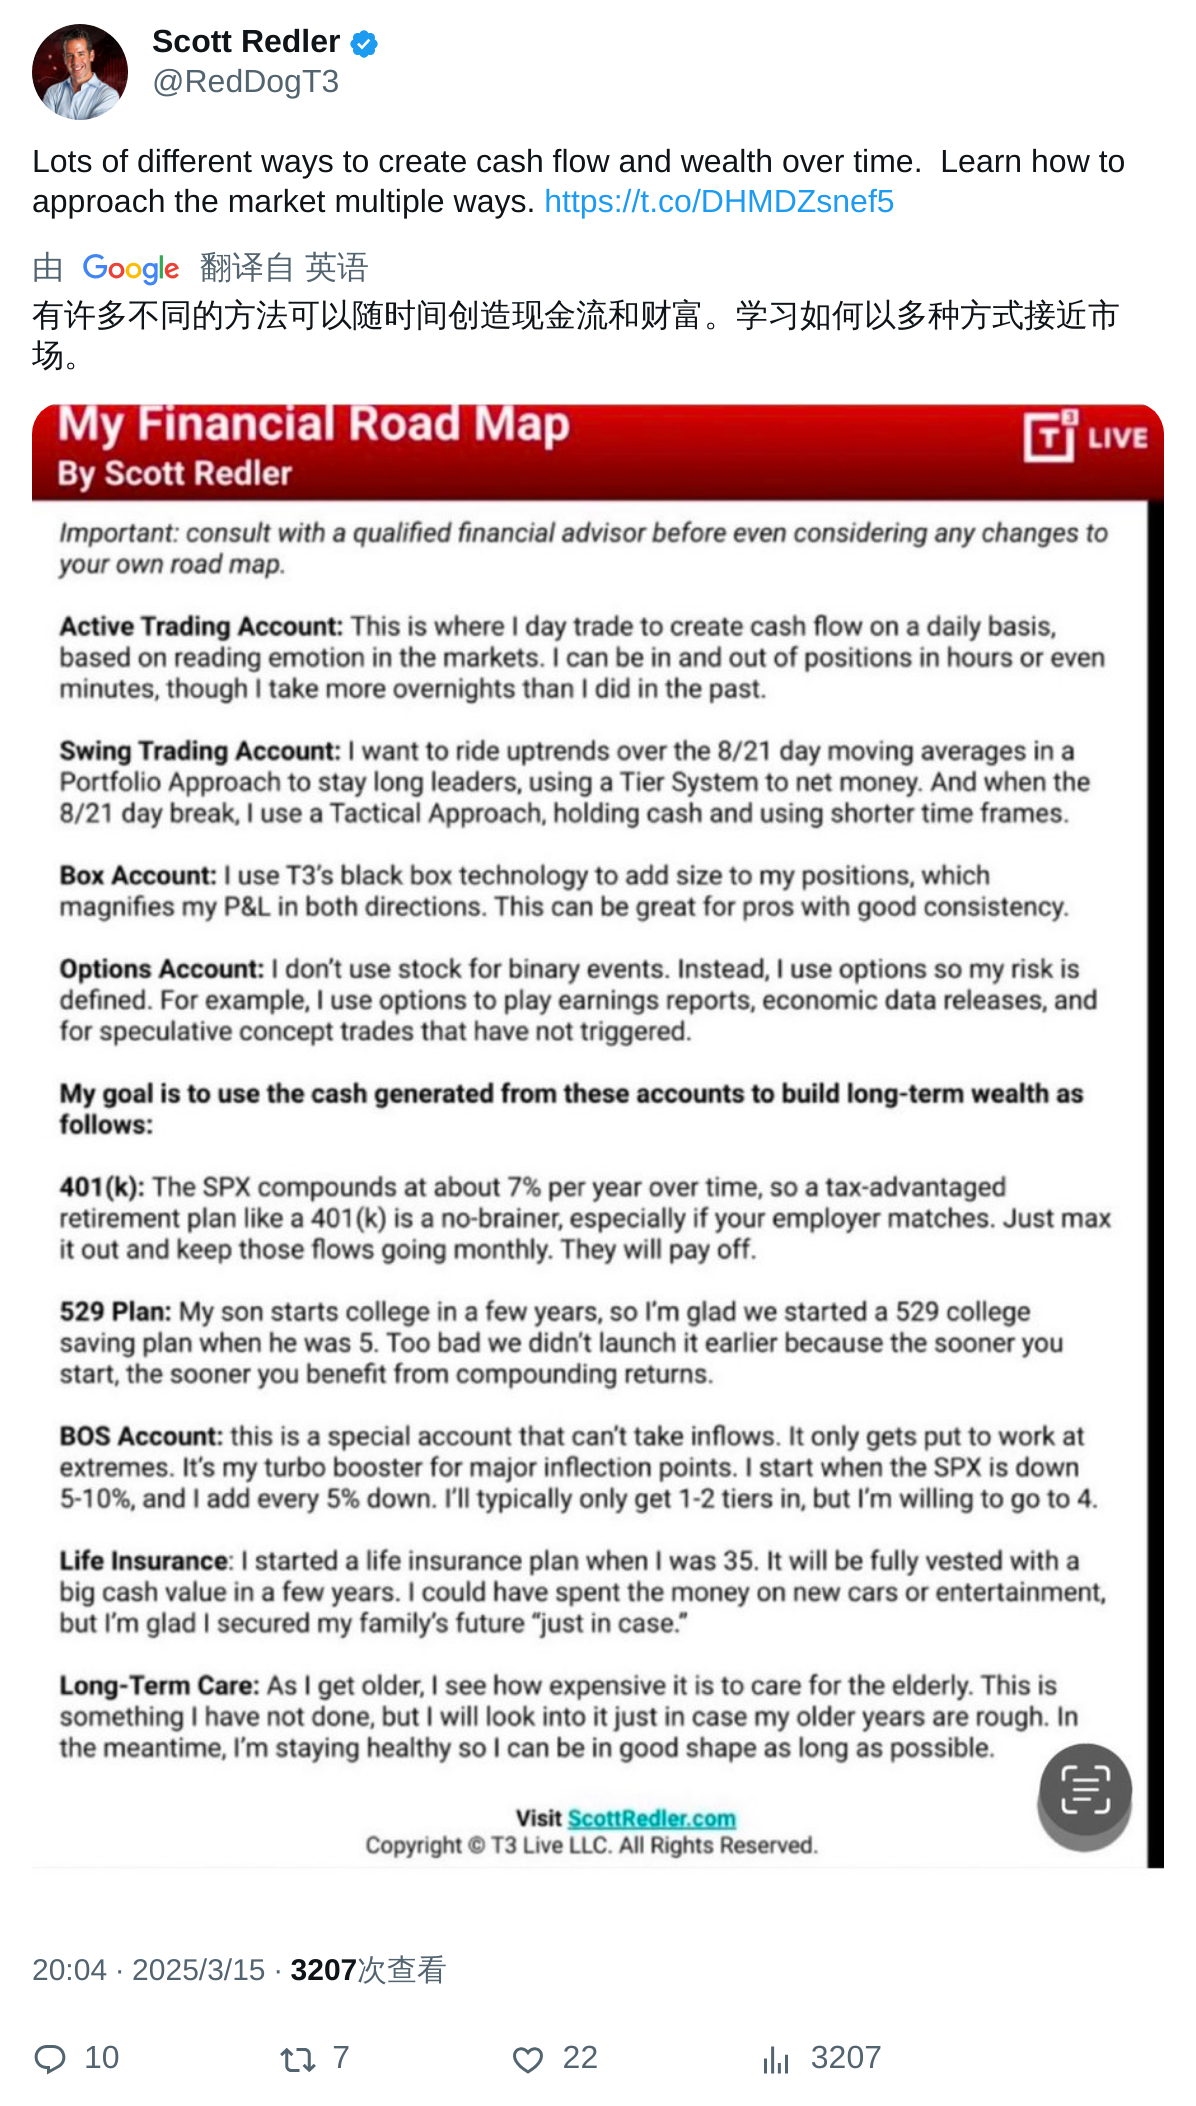 Scott Redler
@RedDogT3
Lots of different ways to create cash flow and wealth over time.  Learn how to
approach the market multiple ways. https://t.co/DHMDZsnef5
由 Google 翻译自 英语
有许多不同的方法可以随时间创造现金流和财富。学习如何以多种方式接近市
场。
My Financial Road Map
T3 LIVE
By Scott Redler
Important: consult with a qualified financial advisor before even considering any changes to
your own road map.
Active Trading Account: This is where I day trade to create cash flow on a daily basis,
based on reading emotion in the markets. I can be in and out of positions in hours or even
minutes, though I take more overnights than I did in the past.
Swing Trading Account: I want to ride uptrends over the 8/21 day moving averages in a
Portfolio Approach to stay long leaders, using a Tier System to net money. And when the
8/21 day break, I use a Tactical Approach, holding cash and using shorter time frames.
Box Account: I use T3’s black box technology to add size to my positions, which
magnifies my P&L in both directions. This can be great for pros with good consistency.
Options Account: I don’t use stock for binary events. Instead, I use options so my risk is
defined. For example, I use options to play earnings reports, economic data releases, and
for speculative concept trades that have not triggered.
My goal is to use the cash generated from these accounts to build long-term wealth as
follows:
401(k): The SPX compounds at about 7% per year over time, so a tax-advantaged
retirement plan like a 401(k) is a no-brainer, especially if your employer matches. Just max
it out and keep those flows going monthly. They will pay off.
529 Plan: My son starts college in a few years, so I’m glad we started a 529 college
saving plan when he was 5. Too bad we didn’t launch it earlier because the sooner you
start, the sooner you benefit from compounding returns.
BOS Account: this is a special account that can’t take inflows. It only gets put to work at
extremes. It’s my turbo booster for major inflection points. I start when the SPX is down
5-10%, and I add every 5% down. I’ll typically only get 1-2 tiers in, but I’m willing to go to 4.
Life Insurance: I started a life insurance plan when I was 35. It will be fully vested with a
big cash value in a few years. I could have spent the money on new cars or entertainment,
but I’m glad I secured my family’s future “just in case.”
Long-Term Care: As I get older, I see how expensive it is to care for the elderly. This is
something I have not done, but I will look into it just in case my older years are rough. In
the meantime, I’m staying healthy so I can be in good shape as long as possible.
Visit ScottRedler.com
Copyright © T3 Live LLC. All Rights Reserved.
20:04 · 2025/3/15 · 3207次查看
10 7 22 3207